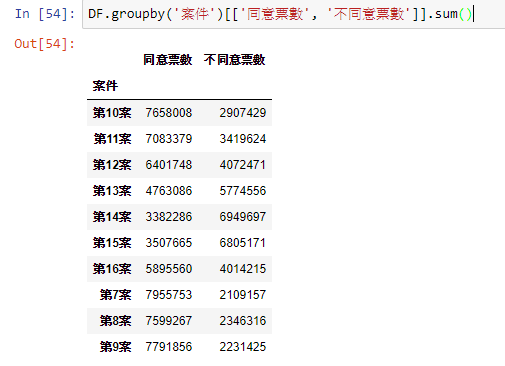 In [54]: DF.groupby('案件')[['同意票數', '不同意票數']].sum()
Out[54]:
同意票數 不同意票數
案件
第10案 7658008 2907429
第11案 7083379 3419624
第12案 6401748 4072471
第13案 4763086 5774556
第14案 3382286 6949697
第15案 3507665 6805171
第16案 5895560 4014215
第7案 7955753 2109157
第8案 7599267 2346316
第9案 7791856 2231425